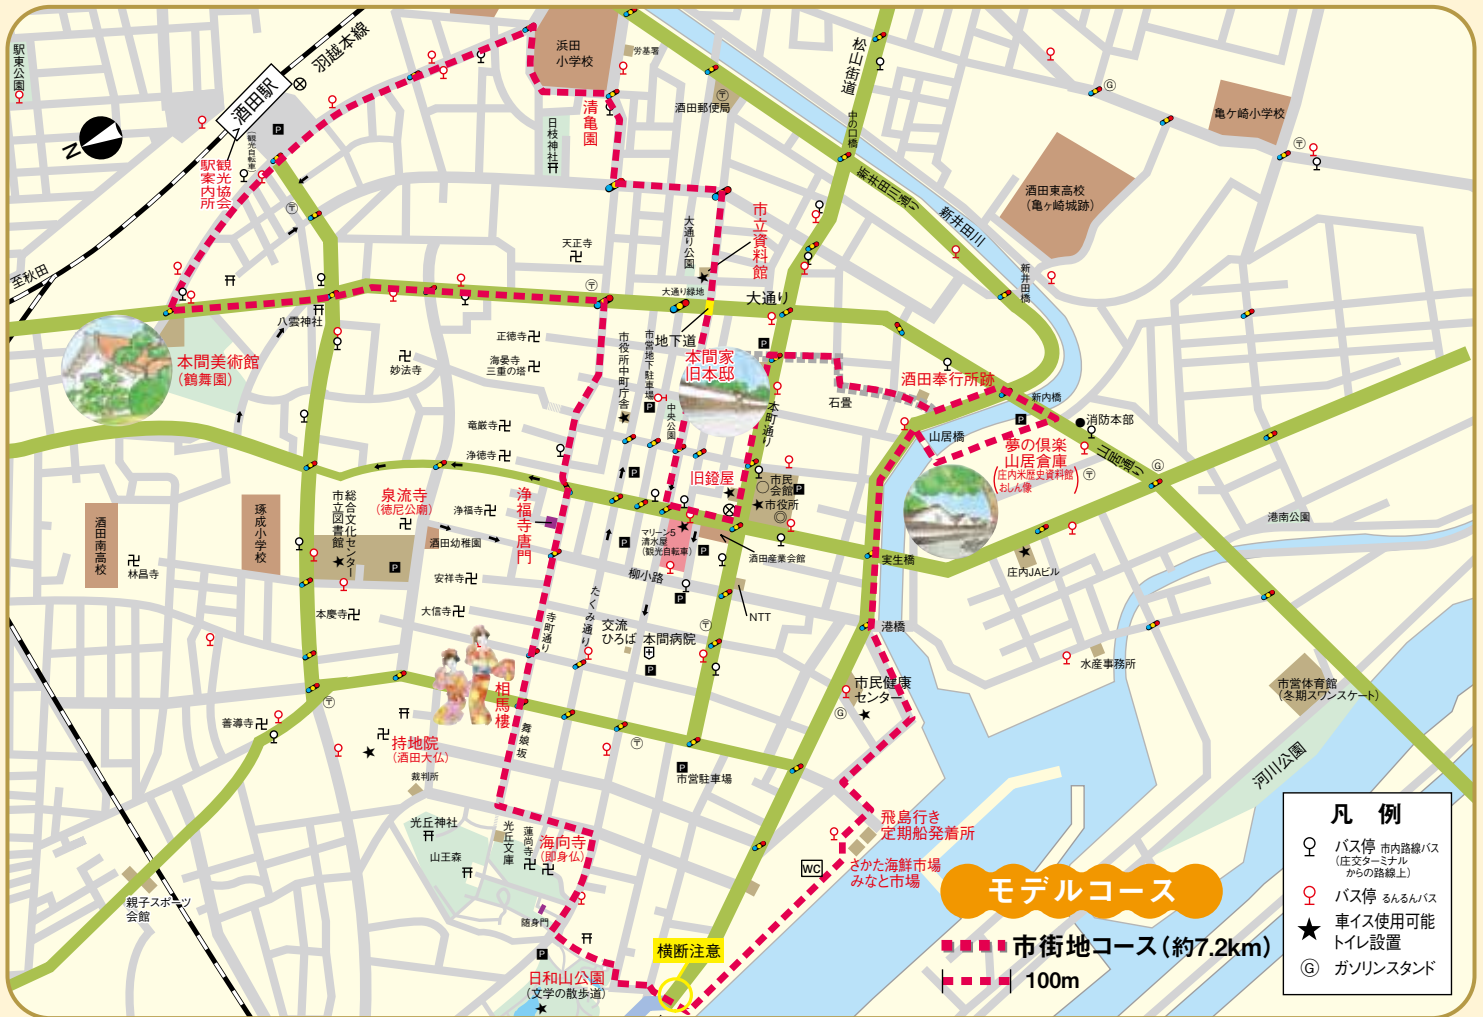 駅東公園
酒田駅
羽越本線
N
至秋田
観光協会
駅案内所
(観光自転車)
P
浜田
小学校
労基署
清亀園
日枝神社
酒田郵便局
松山街道
中の口橋
新井田川通り
新井田川
新井田橋
亀ケ崎小学校
酒田東高校
(亀ヶ崎城跡)
G
天正寺
大通り公園
市立資料館
大通り緑地
大通り
地下道
八雲神社
本間美術館
(鶴舞園)
正徳寺
海晏寺
三重の塔
妙法寺
市役所中町庁舎
市営地下駐車場
本間家
旧本邸
中央公園
本町通り
石畳
酒田奉行所跡
新内橋
消防本部
山居橋
夢の倶楽
山居倉庫
(庄内米歴史資料館
おしん像)
山居通り
G
港南公園
竜厳寺
浄徳寺
旧鐙屋
市民
会館
市役所
酒田南高校
林昌寺
琢成小学校
市立図書館
総合文化センター
泉流寺
(徳尼公廟)
浄福寺
浄福寺唐門
酒田幼稚園
マリーン5
清水屋
(観光自転車)
酒田産業会館
実生橋
庄内JAビル
安祥寺
大信寺
本慶寺
柳小路
NTT
たくみ通り
寺町通り
交流
ひろば
本間病院
港橋
水産事務所
市営体育館
(冬期スワンスケート)
相馬樓
舞娘坂
市民健康
センター
G
善導寺
持地院
(酒田大仏)
裁判所
市営駐車場
河川公園
光丘神社
山王森
光丘文庫
蓮尚寺
海向寺
(即身仏)
随身門
飛島行き
定期船発着所
さかた海鮮市場
みなと市場
WC
親子スポーツ
会館
横断注意
日和山公園
(文学の散歩道)
モデルコース
市街地コース(約7.2km)
100m
凡 例
バス停 市内路線バス
(庄交ターミナル
からの路線上)
バス停 るんるんバス
車イス使用可能
トイレ設置
G ガソリンスタンド